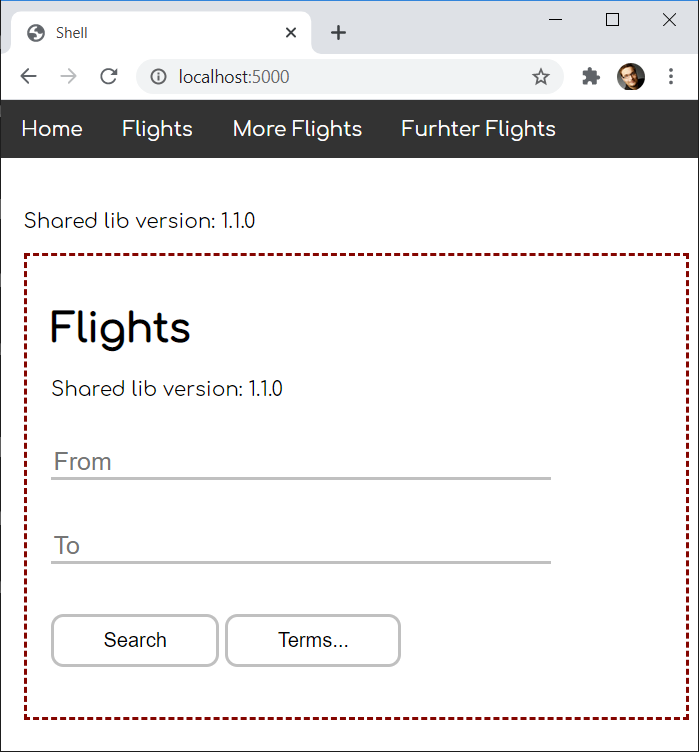 Shell
localhost:5000
Home Flights More Flights Furhter Flights
Shared lib version: 1.1.0
Flights
Shared lib version: 1.1.0
From
To
Search Terms...